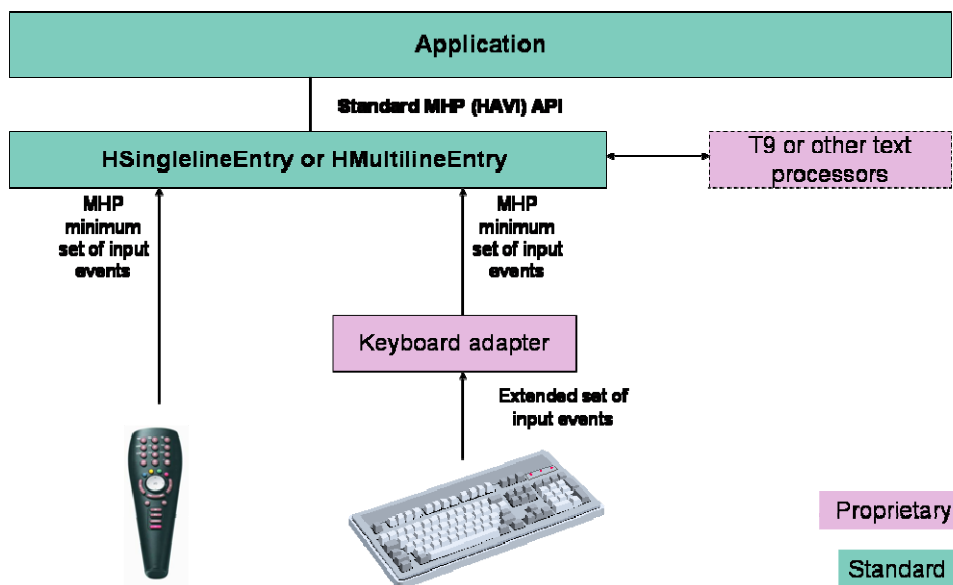 Application
Standard MHP (HAVI) API
HSinglelineEntry or HMultilineEntry
T9 or other text
processors
MHP
minimum
set of input
events
MHP
minimum
set of input
events
Keyboard adapter
Extended set of
input events
Proprietary
Standard